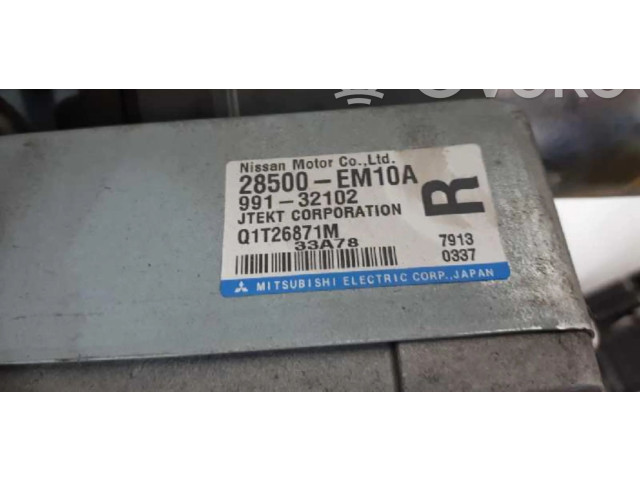 Nissan Motor Co.,Ltd.
28500-EM10A
991-32102
JTEKT CORPORATION
R
Q1T26871M
33A78
7913
0337
MITSUBISHI ELECTRIC CORP., JAPAN